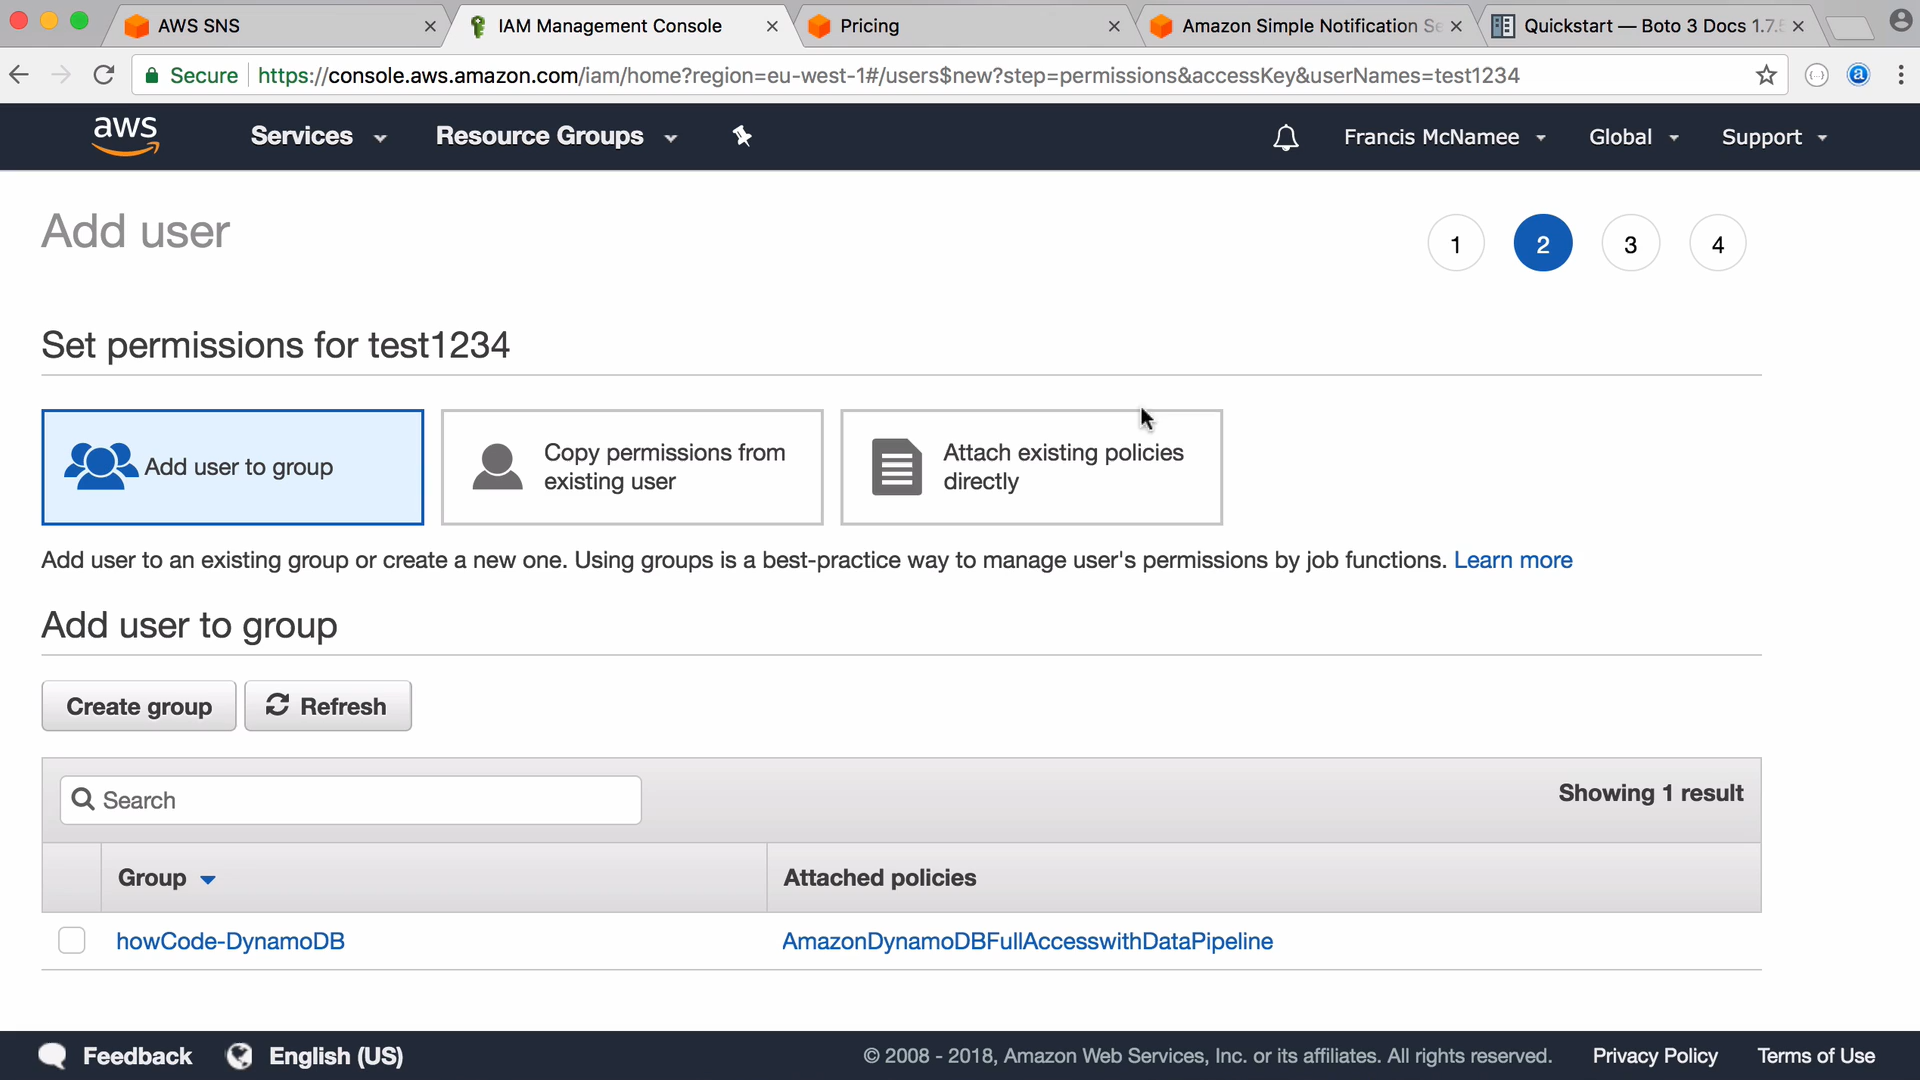 AWS SNS
IAM Management Console
Pricing
Amazon Simple Notification Se
Quickstart — Boto 3 Docs 1.7.5
Secure
https://console.aws.amazon.com/iam/home?region=eu-west-1#/users$new?step=permissions&accessKey&userNames=test1234
a
aws
Services
Resource Groups
Francis McNamee
Global
Support
Add user
1
2
3
4
Set permissions for test1234
Add user to group
Copy permissions from
existing user
Attach existing policies
directly
Add user to an existing group or create a new one. Using groups is a best-practice way to manage user's permissions by job functions. Learn more
Add user to group
Create group
Refresh
Search
Showing 1 result
Group
Attached policies
howCode-DynamoDB
AmazonDynamoDBFullAccesswithDataPipeline
Feedback
English (US)
© 2008 - 2018, Amazon Web Services, Inc. or its affiliates. All rights reserved.
Privacy Policy
Terms of Use